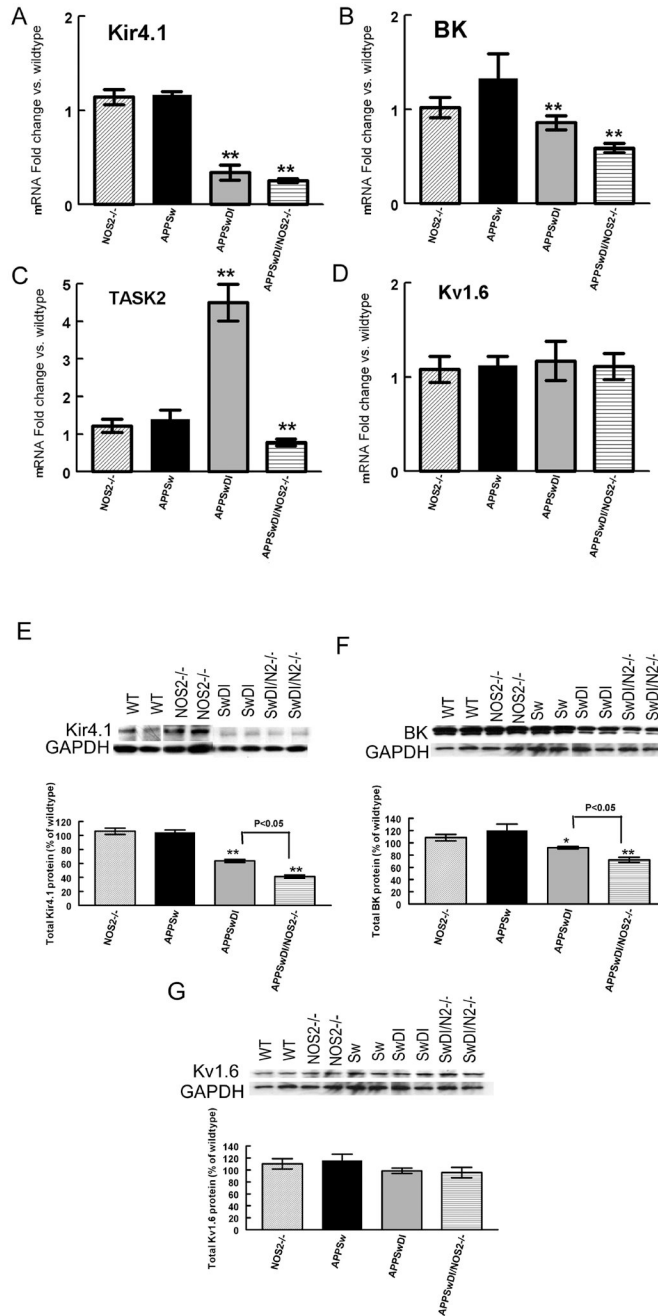 A
Kir4.1
mRNA Fold change vs. wildtype
2
1
0
**
**
NOS2-/-
APPSw
APPSwDI
APPSwDI/NOS2-/-
B
BK
mRNA Fold change vs. wildtype
2
1
0
**
**
NOS2-/-
APPSw
APPSwDI
APPSwDI/NOS2-/-
C
TASK2
mRNA Fold change vs. wildtype
5
4
3
2
1
0
**
**
NOS2-/-
APPSw
APPSwDI
APPSwDI/NOS2-/-
D
Kv1.6
mRNA Fold change vs. wildtype
2
1
0
NOS2-/-
APPSw
APPSwDI
APPSwDI/NOS2-/-
E
WT
WT
NOS2-/-
NOS2-/-
SwDI
SwDI
SwDI/N2-/-
SwDI/N2-/-
Kir4.1
GAPDH
Total Kir4.1 protein (% of wildtype)
120
100
80
60
40
20
0
P<0.05
**
**
NOS2-/-
APPSw
APPSwDI
APPSwDI/NOS2-/-
F
WT
WT
NOS2-/-
NOS2-/-
Sw
Sw
SwDI
SwDI
SwDI/N2-/-
SwDI/N2-/-
BK
GAPDH
Total BK protein (% of wildtype)
140
120
100
80
60
40
20
0
P<0.05
*
**
NOS2-/-
APPSw
APPSwDI
APPSwDI/NOS2-/-
G
WT
WT
NOS2-/-
NOS2-/-
Sw
Sw
SwDI
SwDI
SwDI/N2-/-
SwDI/N2-/-
Kv1.6
GAPDH
Total Kv1.6 protein (% of wildtype)
140
120
100
80
60
40
20
0
NOS2-/-
APPSw
APPSwDI
APPSwDI/NOS2-/-